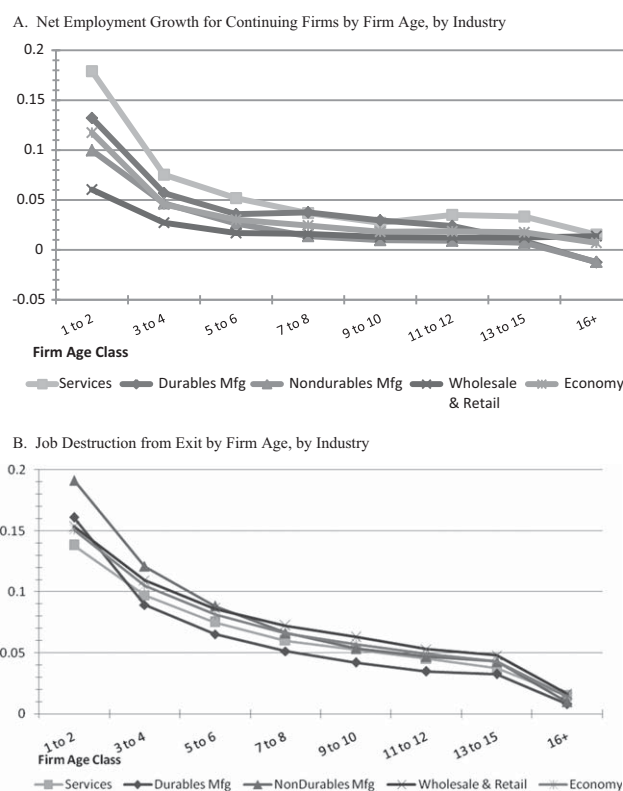 A. Net Employment Growth for Continuing Firms by Firm Age, by Industry
0.2
0.15
0.1
0.05
0
-0.05
1 to 2 3 to 4 5 to 6 7 to 8 9 to 10 11 to 12 13 to 15 16+
Firm Age Class
Services Durables Mfg Nondurables Mfg Wholesale & Retail Economy
B. Job Destruction from Exit by Firm Age, by Industry
0.2
0.15
0.1
0.05
0
1 to 2 3 to 4 5 to 6 7 to 8 9 to 10 11 to 12 13 to 15 16+
Firm Age Class
Services Durables Mfg NonDurables Mfg Wholesale & Retail Economy